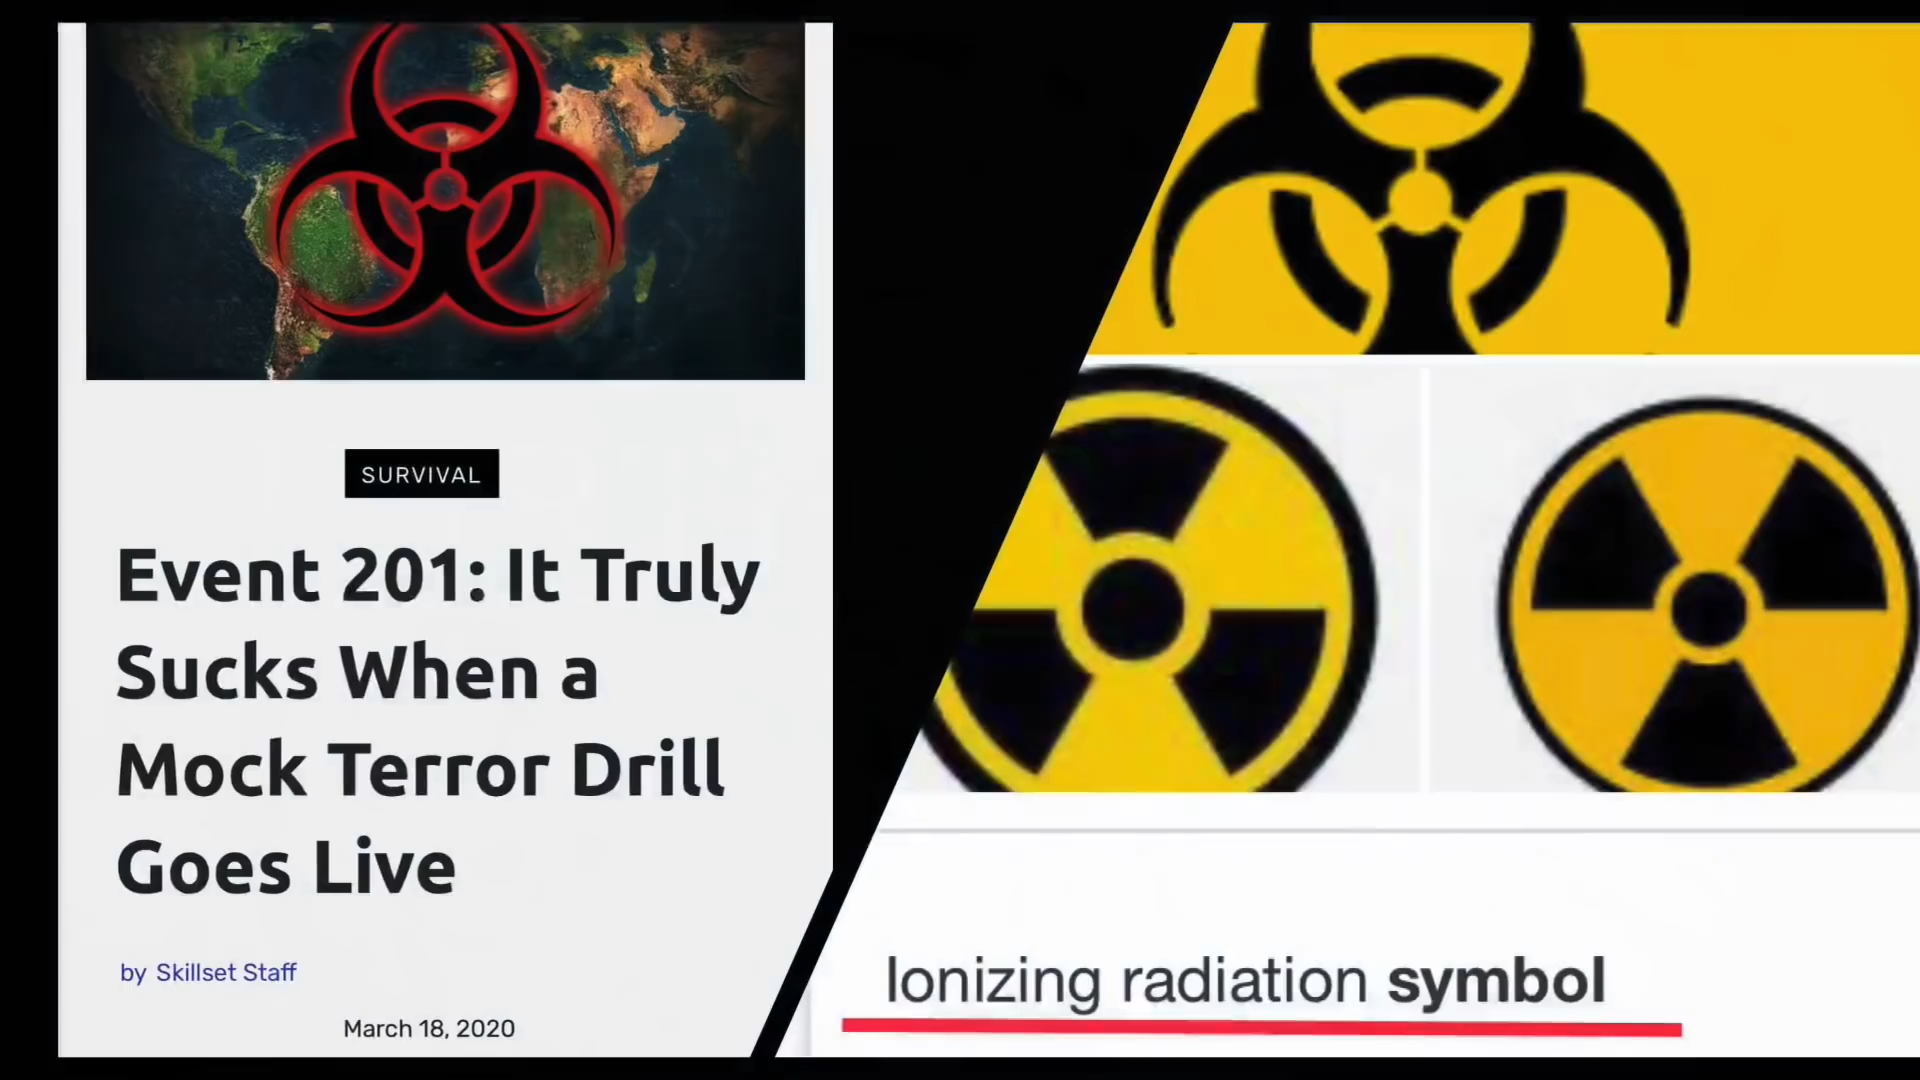 SURVIVAL
Event 201: It Truly
Sucks When a
Mock Terror Drill
Goes Live
by Skillset Staff
March 18, 2020
Ionizing radiation symbol